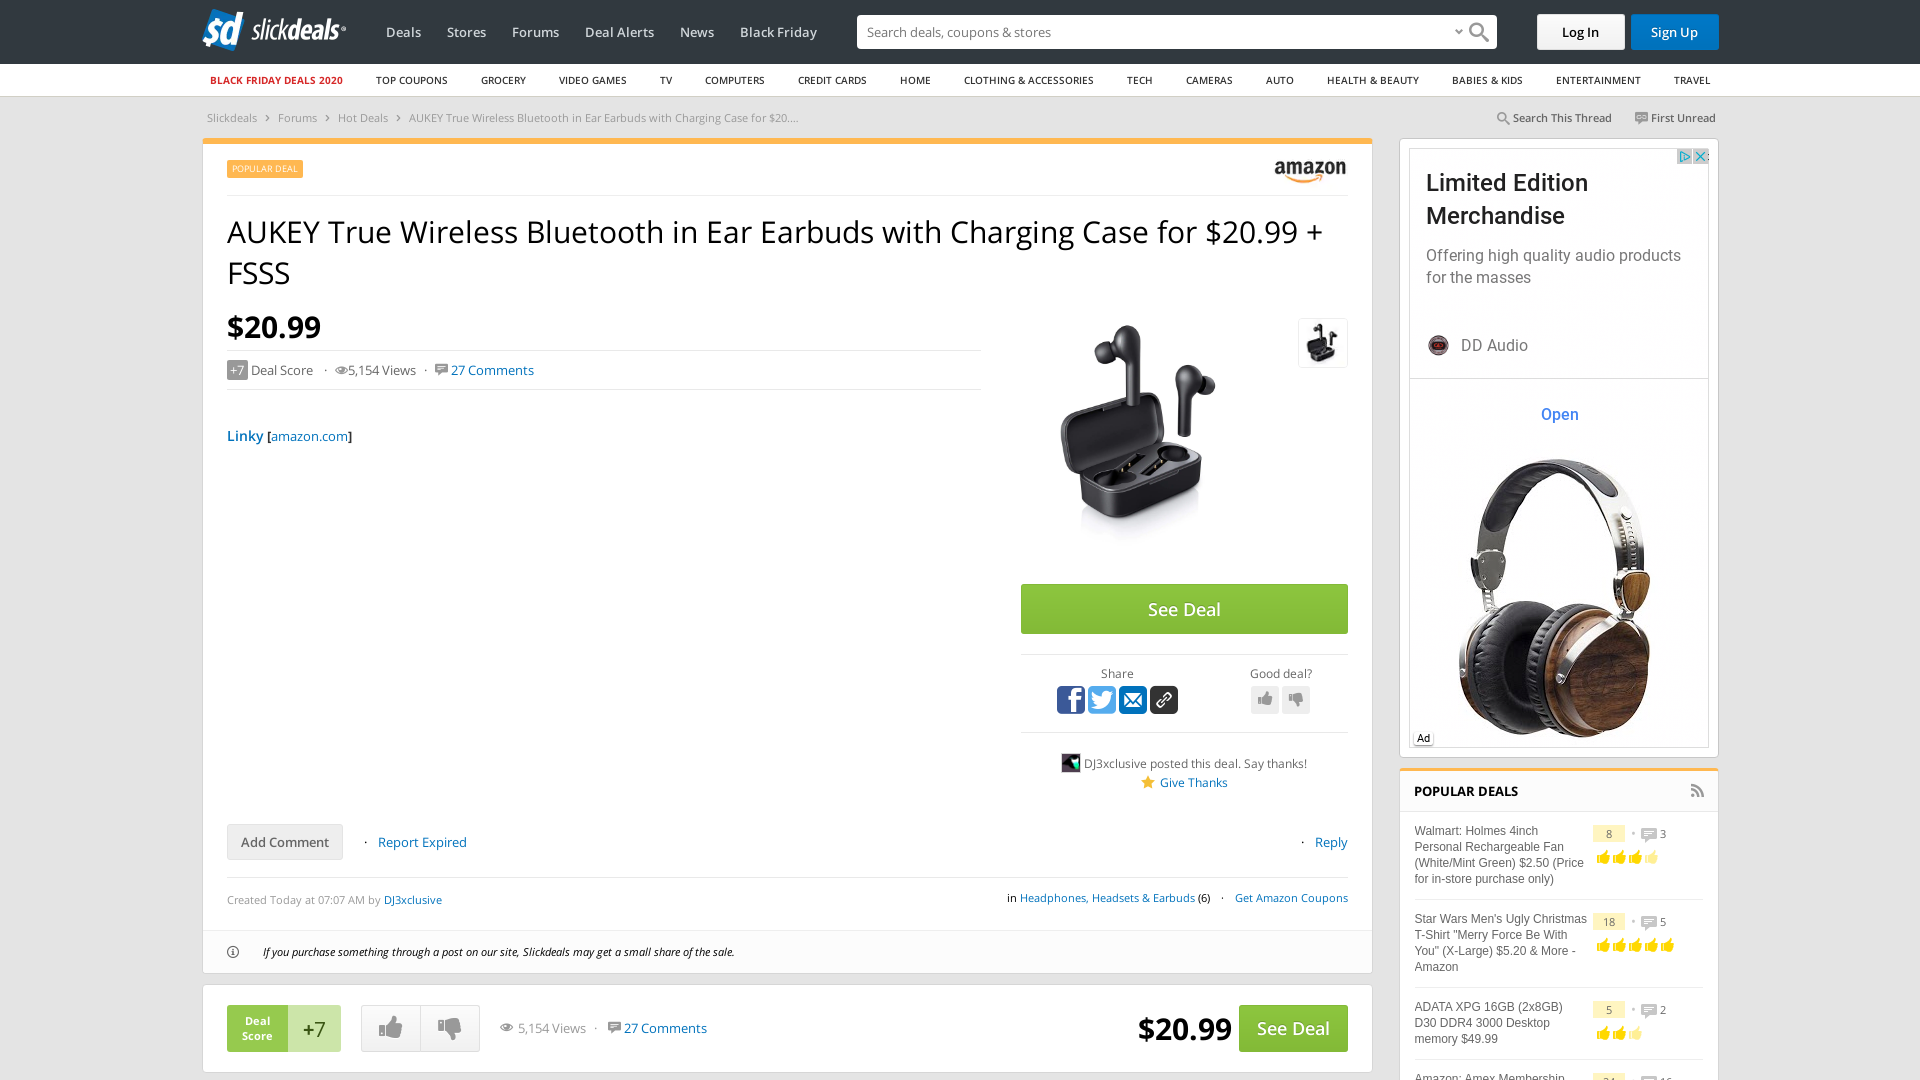 slickdeals
Deals
Stores
Forums
Deal Alerts
News
Black Friday
Search deals, coupons & stores
Log In
Sign Up
BLACK FRIDAY DEALS 2020
TOP COUPONS
GROCERY
VIDEO GAMES
TV
COMPUTERS
CREDIT CARDS
HOME
CLOTHING & ACCESSORIES
TECH
CAMERAS
AUTO
HEALTH & BEAUTY
BABIES & KIDS
ENTERTAINMENT
TRAVEL
Slickdeals › Forums › Hot Deals › AUKEY True Wireless Bluetooth in Ear Earbuds with Charging Case for $20....
Search This Thread
First Unread
POPULAR DEAL
amazon
AUKEY True Wireless Bluetooth in Ear Earbuds with Charging Case for $20.99 +
FSSS
$20.99
+7 Deal Score · 5,154 Views · 27 Comments
Linky [amazon.com]
See Deal
Share
Good deal?
DJ3xclusive posted this deal. Say thanks!
Give Thanks
Add Comment
· Report Expired
· Reply
Created Today at 07:07 AM by DJ3xclusive
in Headphones, Headsets & Earbuds (6) · Get Amazon Coupons
If you purchase something through a post on our site, Slickdeals may get a small share of the sale.
Deal
Score
+7
5,154 Views · 27 Comments
$20.99
See Deal
Limited Edition
Merchandise
Offering high quality audio products
for the masses
DD Audio
Open
Ad
POPULAR DEALS
Walmart: Holmes 4inch
Personal Rechargeable Fan
(White/Mint Green) $2.50 (Price
for in-store purchase only)
8 • 3
Star Wars Men's Ugly Christmas
T-Shirt "Merry Force Be With
You" (X-Large) $5.20 & More -
Amazon
18 • 5
ADATA XPG 16GB (2x8GB)
D30 DDR4 3000 Desktop
memory $49.99
5 • 2
Amazon: Amex Membership